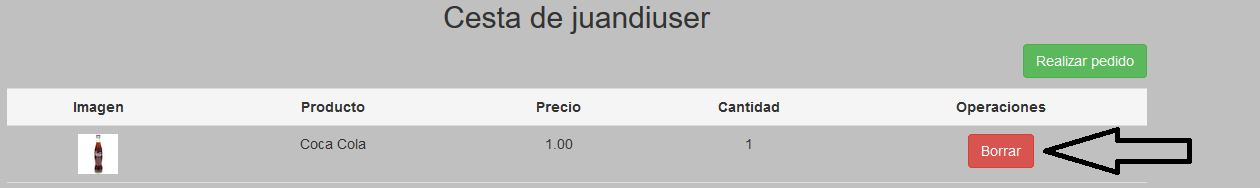 Cesta de juandiuser
Realizar pedido
Imagen Producto Precio Cantidad Operaciones
Coca Cola 1.00 1 Borrar